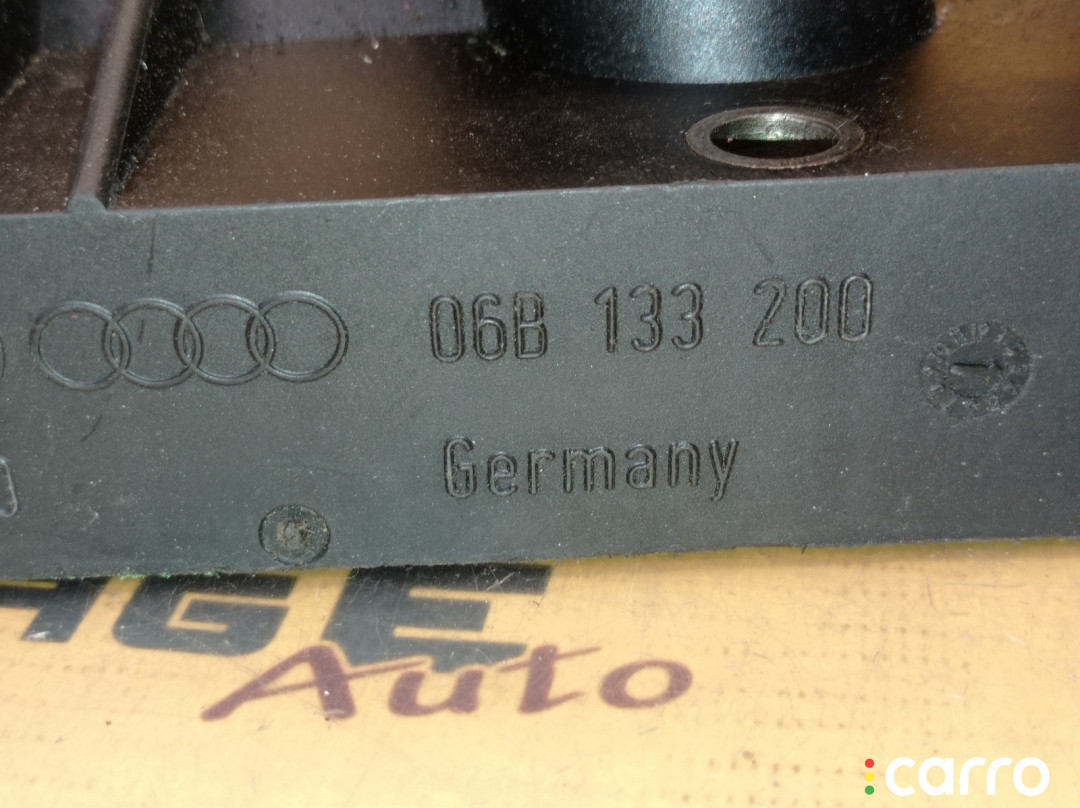 06B 133 200
Germany
AGE
Auto
carro